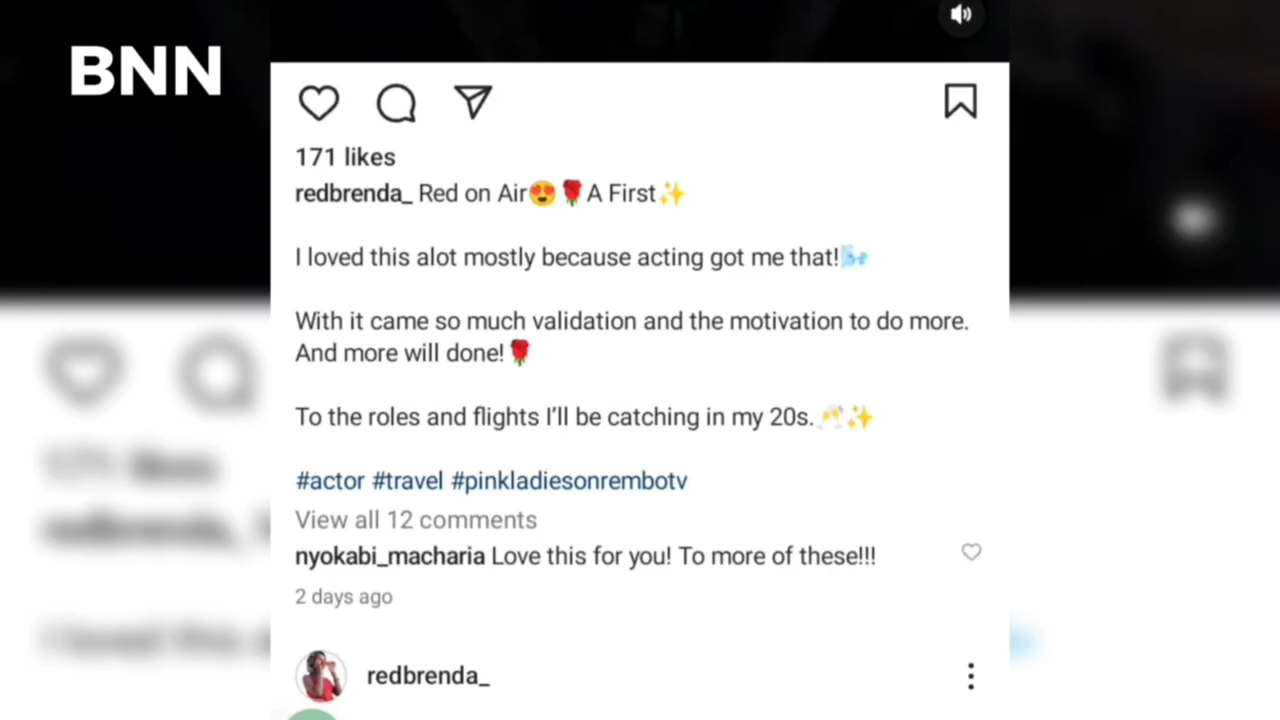 BNN
171 likes
redbrenda_ Red on Air😍🌹A First✨
I loved this alot mostly because acting got me that!🌬️
With it came so much validation and the motivation to do more.
And more will done!🌹
To the roles and flights I’ll be catching in my 20s.🥂✨
#actor #travel #pinkladiesonrembotv
View all 12 comments
nyokabi_macharia Love this for you! To more of these!!!
2 days ago
redbrenda_